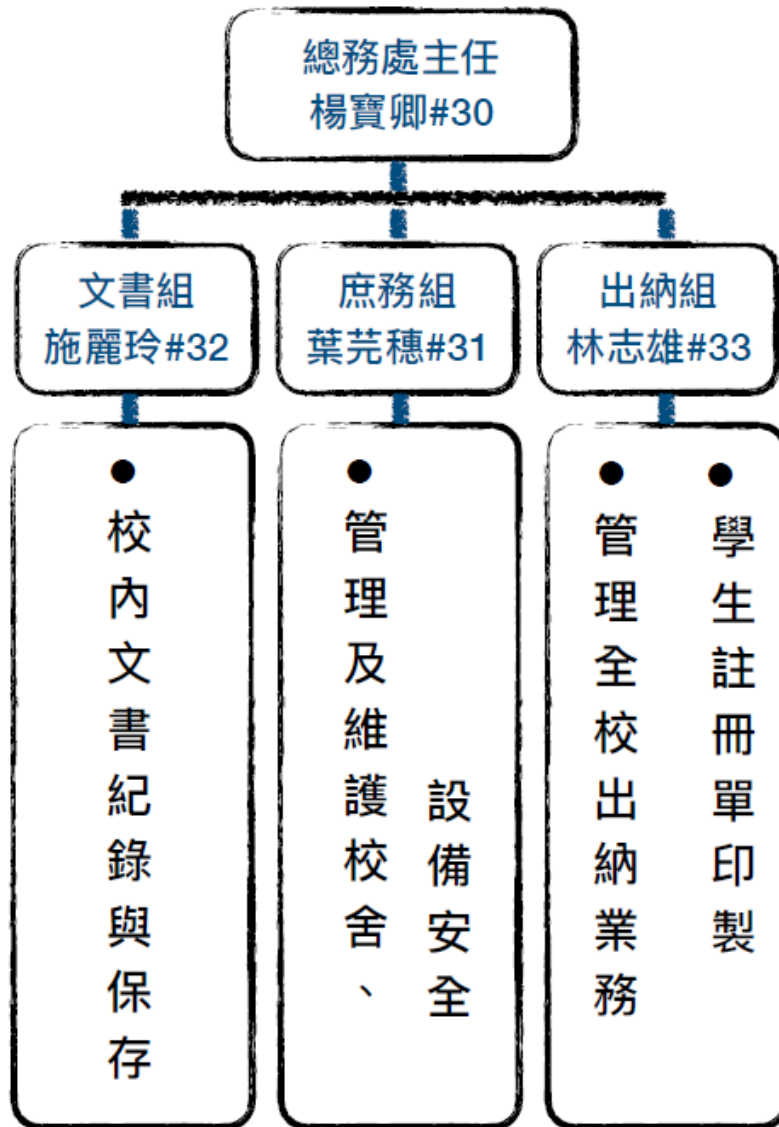 總務處主任
楊寶卿#30
文書組
施麗玲#32
庶務組
葉芫穗#31
出納組
林志雄#33
● 校內文書紀錄與保存
● 管理及維護校舍、
設備安全
● 管理全校出納業務
● 學生註冊單印製